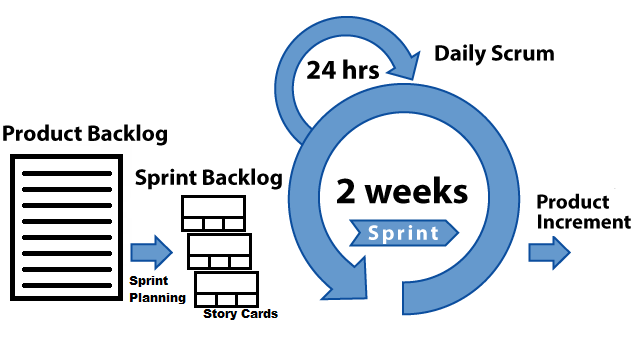 Product Backlog
Sprint Planning
Sprint Backlog
Story Cards
24 hrs
Daily Scrum
2 weeks
Sprint
Product
Increment